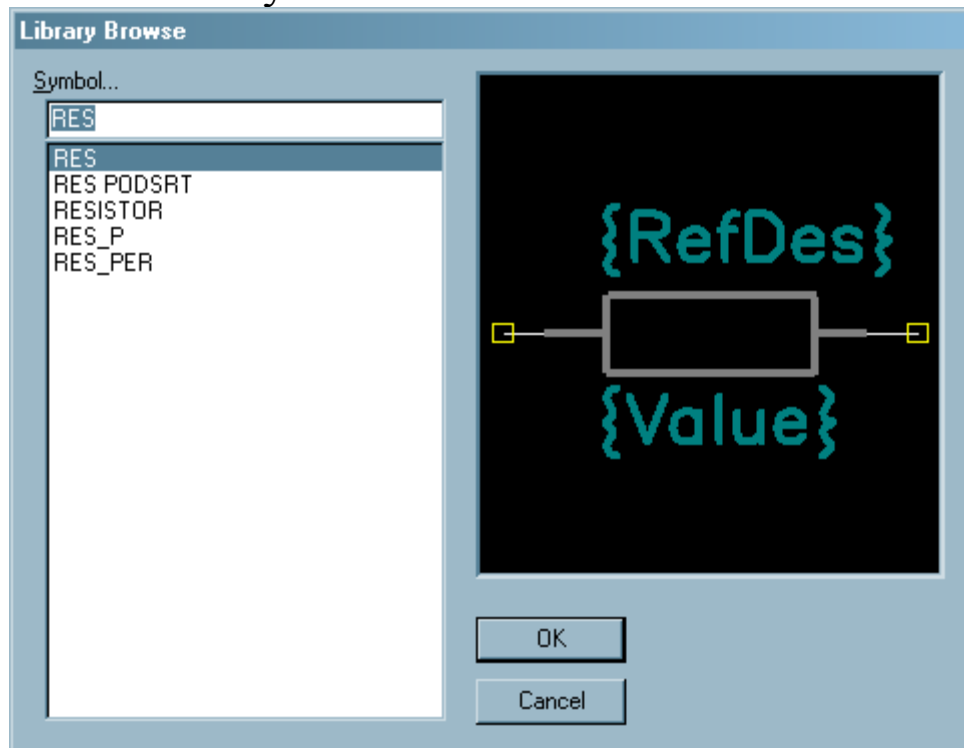 Library Browse
Symbol...
RES
RES
RES PODSRT
RESISTOR
RES_P
RES_PER
{RefDes}
{Value}
OK
Cancel